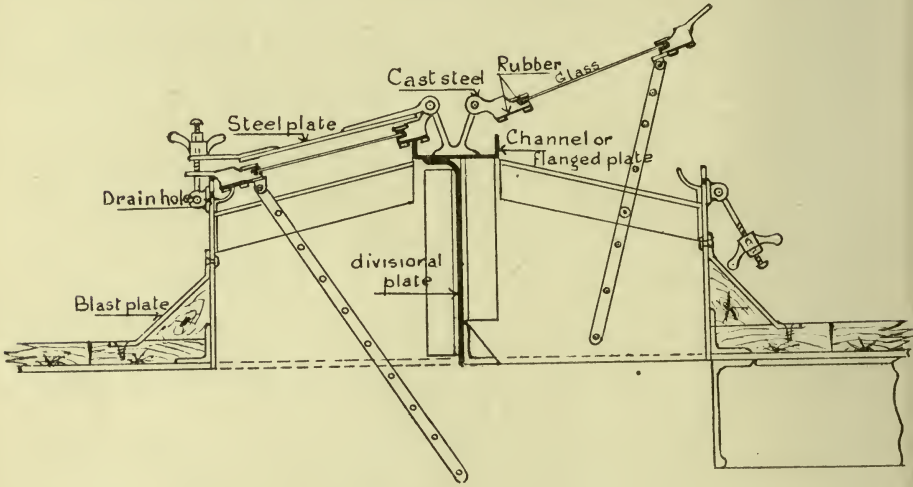 Rubber
Glass
Cast steel
Steel plate
Channel or
flanged plate
Drain hole
divisional
plate
Blast plate